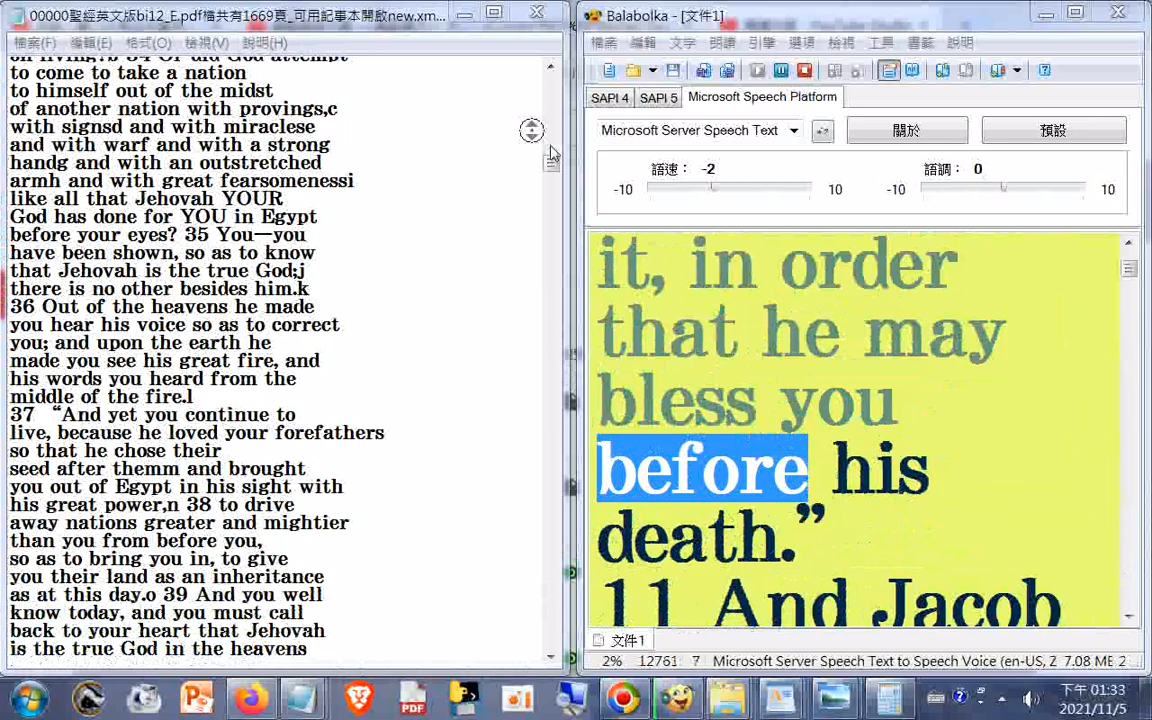 00000聖經英文版bi12_E.pdf檔共有1669頁_可用記事本開啟new.xm...
檔案(F) 編輯(E) 格式(O) 檢視(V) 說明(H)
on living?b 34 Or did God attempt
to come to take a nation
to himself out of the midst
of another nation with provings,c
with signsd and with miraclese
and with warf and with a strong
handg and with an outstretched
armh and with great fearsomenessi
like all that Jehovah YOUR
God has done for YOU in Egypt
before your eyes? 35 You—you
have been shown, so as to know
that Jehovah is the true God;j
there is no other besides him.k
36 Out of the heavens he made
you hear his voice so as to correct
you; and upon the earth he
made you see his great fire, and
his words you heard from the
middle of the fire.l
37 “And yet you continue to
live, because he loved your forefathers
so that he chose their
seed after themm and brought
you out of Egypt in his sight with
his great power,n 38 to drive
away nations greater and mightier
than you from before you,
so as to bring you in, to give
you their land as an inheritance
as at this day.o 39 And you well
know today, and you must call
back to your heart that Jehovah
is the true God in the heavens
Balabolka - [文件1]
檔案 編輯 文字 朗讀 引擎 選項 檢視 工具 書籤 說明
SAPI 4 SAPI 5 Microsoft Speech Platform
Microsoft Server Speech Text 關於 預設
語速： -2 語調： 0
-10 10 -10 10
it, in order
that he may
bless you
before his
death.”
11 And Jacob
文件1
2% 12761: 7 Microsoft Server Speech Text to Speech Voice (en-US, Z 7.08 MB 2
PDF
下午 01:33
2021/11/5